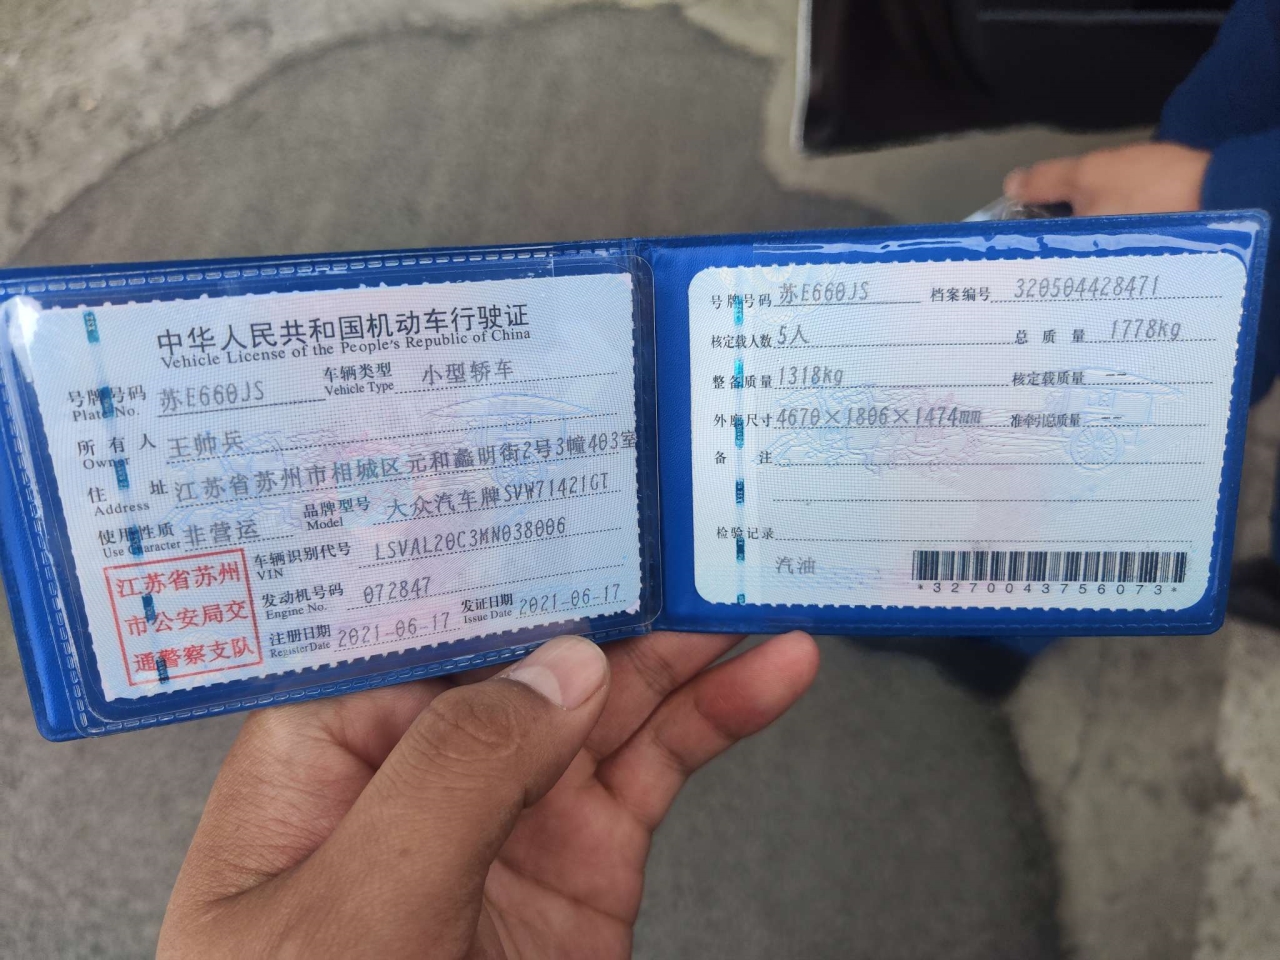 中华人民共和国机动车行驶证
Vehicle License of the People's Republic of China
号牌号码 苏E660JS 车辆类型 小型轿车
Plate No. Vehicle Type
所有人 王帅兵
Owner
住址 江苏省苏州市相城区元和蠡明街2号3幢403室
Address
使用性质 非营运 品牌型号 大众汽车牌SVW71421GT
Use Character Model
车辆识别代号 LSVAL20C3MN038006
VIN
发动机号码 072847
Engine No.
注册日期 2021-06-17 发证日期 2021-06-17
Register Date Issue Date
江苏省苏州
市公安局交
通警察支队
号牌号码 苏E660JS 档案编号 320504428471
核定载人数 5人 总质量 1778kg
整备质量 1318kg 核定载质量 --
外廓尺寸 4670×1806×1474mm 准牵引总质量 --
备注
检验记录
汽油
*3270043756073*